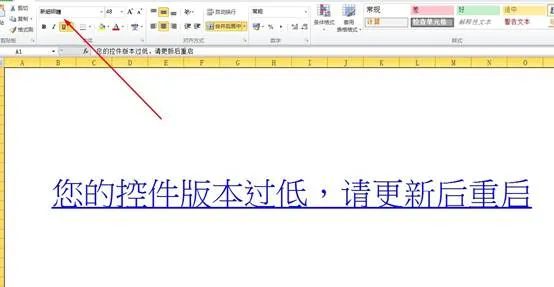 剪切
复制
格式刷
剪贴板
新細明體
48
B I U
字体
自动换行
合并后居中
对齐方式
常规
数字
条件格式
套用
表格格式
常规
差
好
适中
计算
检查单元格
解释性文本
警告文本
样式
A1
fx
您的控件版本过低，请更新后重启
A B C D E F G H I J K L M N O
您的控件版本过低，请更新后重启